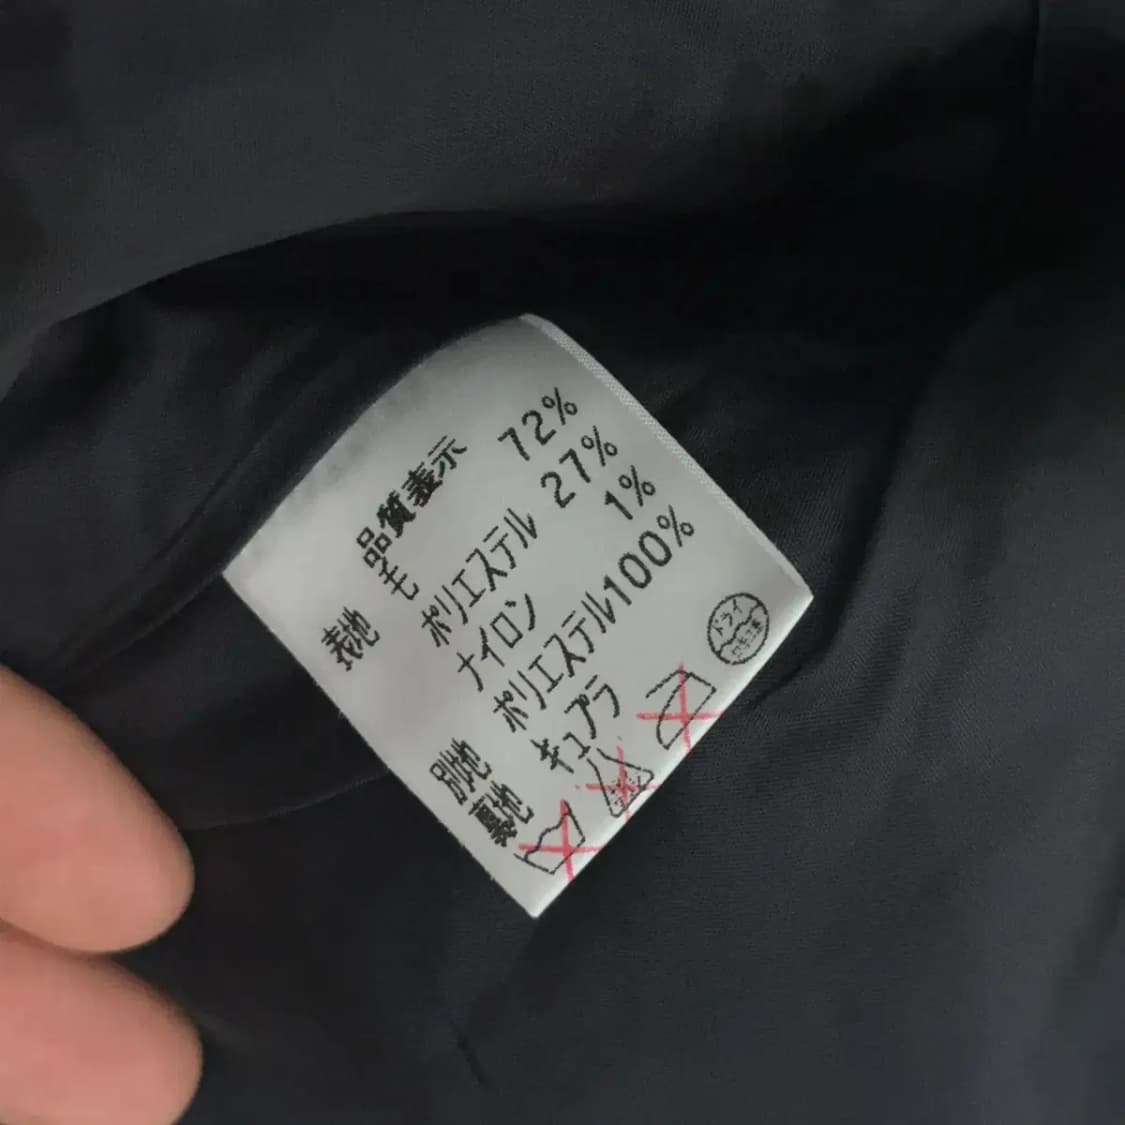 品質表示
表地 毛 72%
ポリエステル 27%
ナイロン 1%
別地 ポリエステル100%
裏地 キュプラ
ドライ